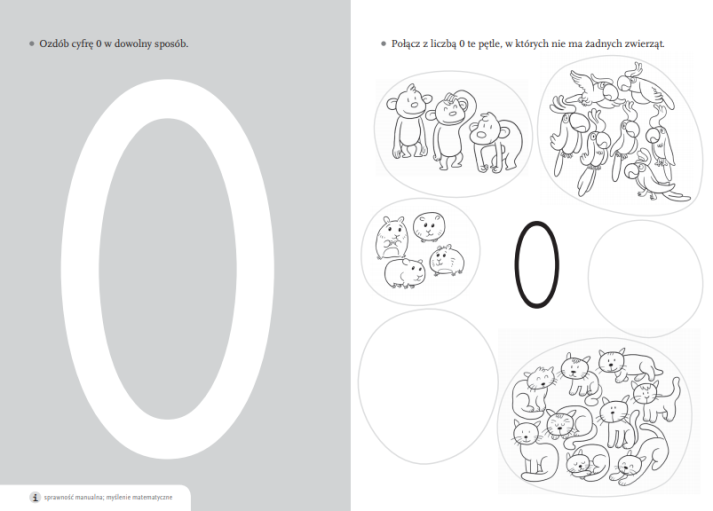 Ozdób cyfrę 0 w dowolny sposób.
0
sprawność manualna; myślenie matematyczne
Połącz z liczbą 0 te pętle, w których nie ma żadnych zwierząt.
0